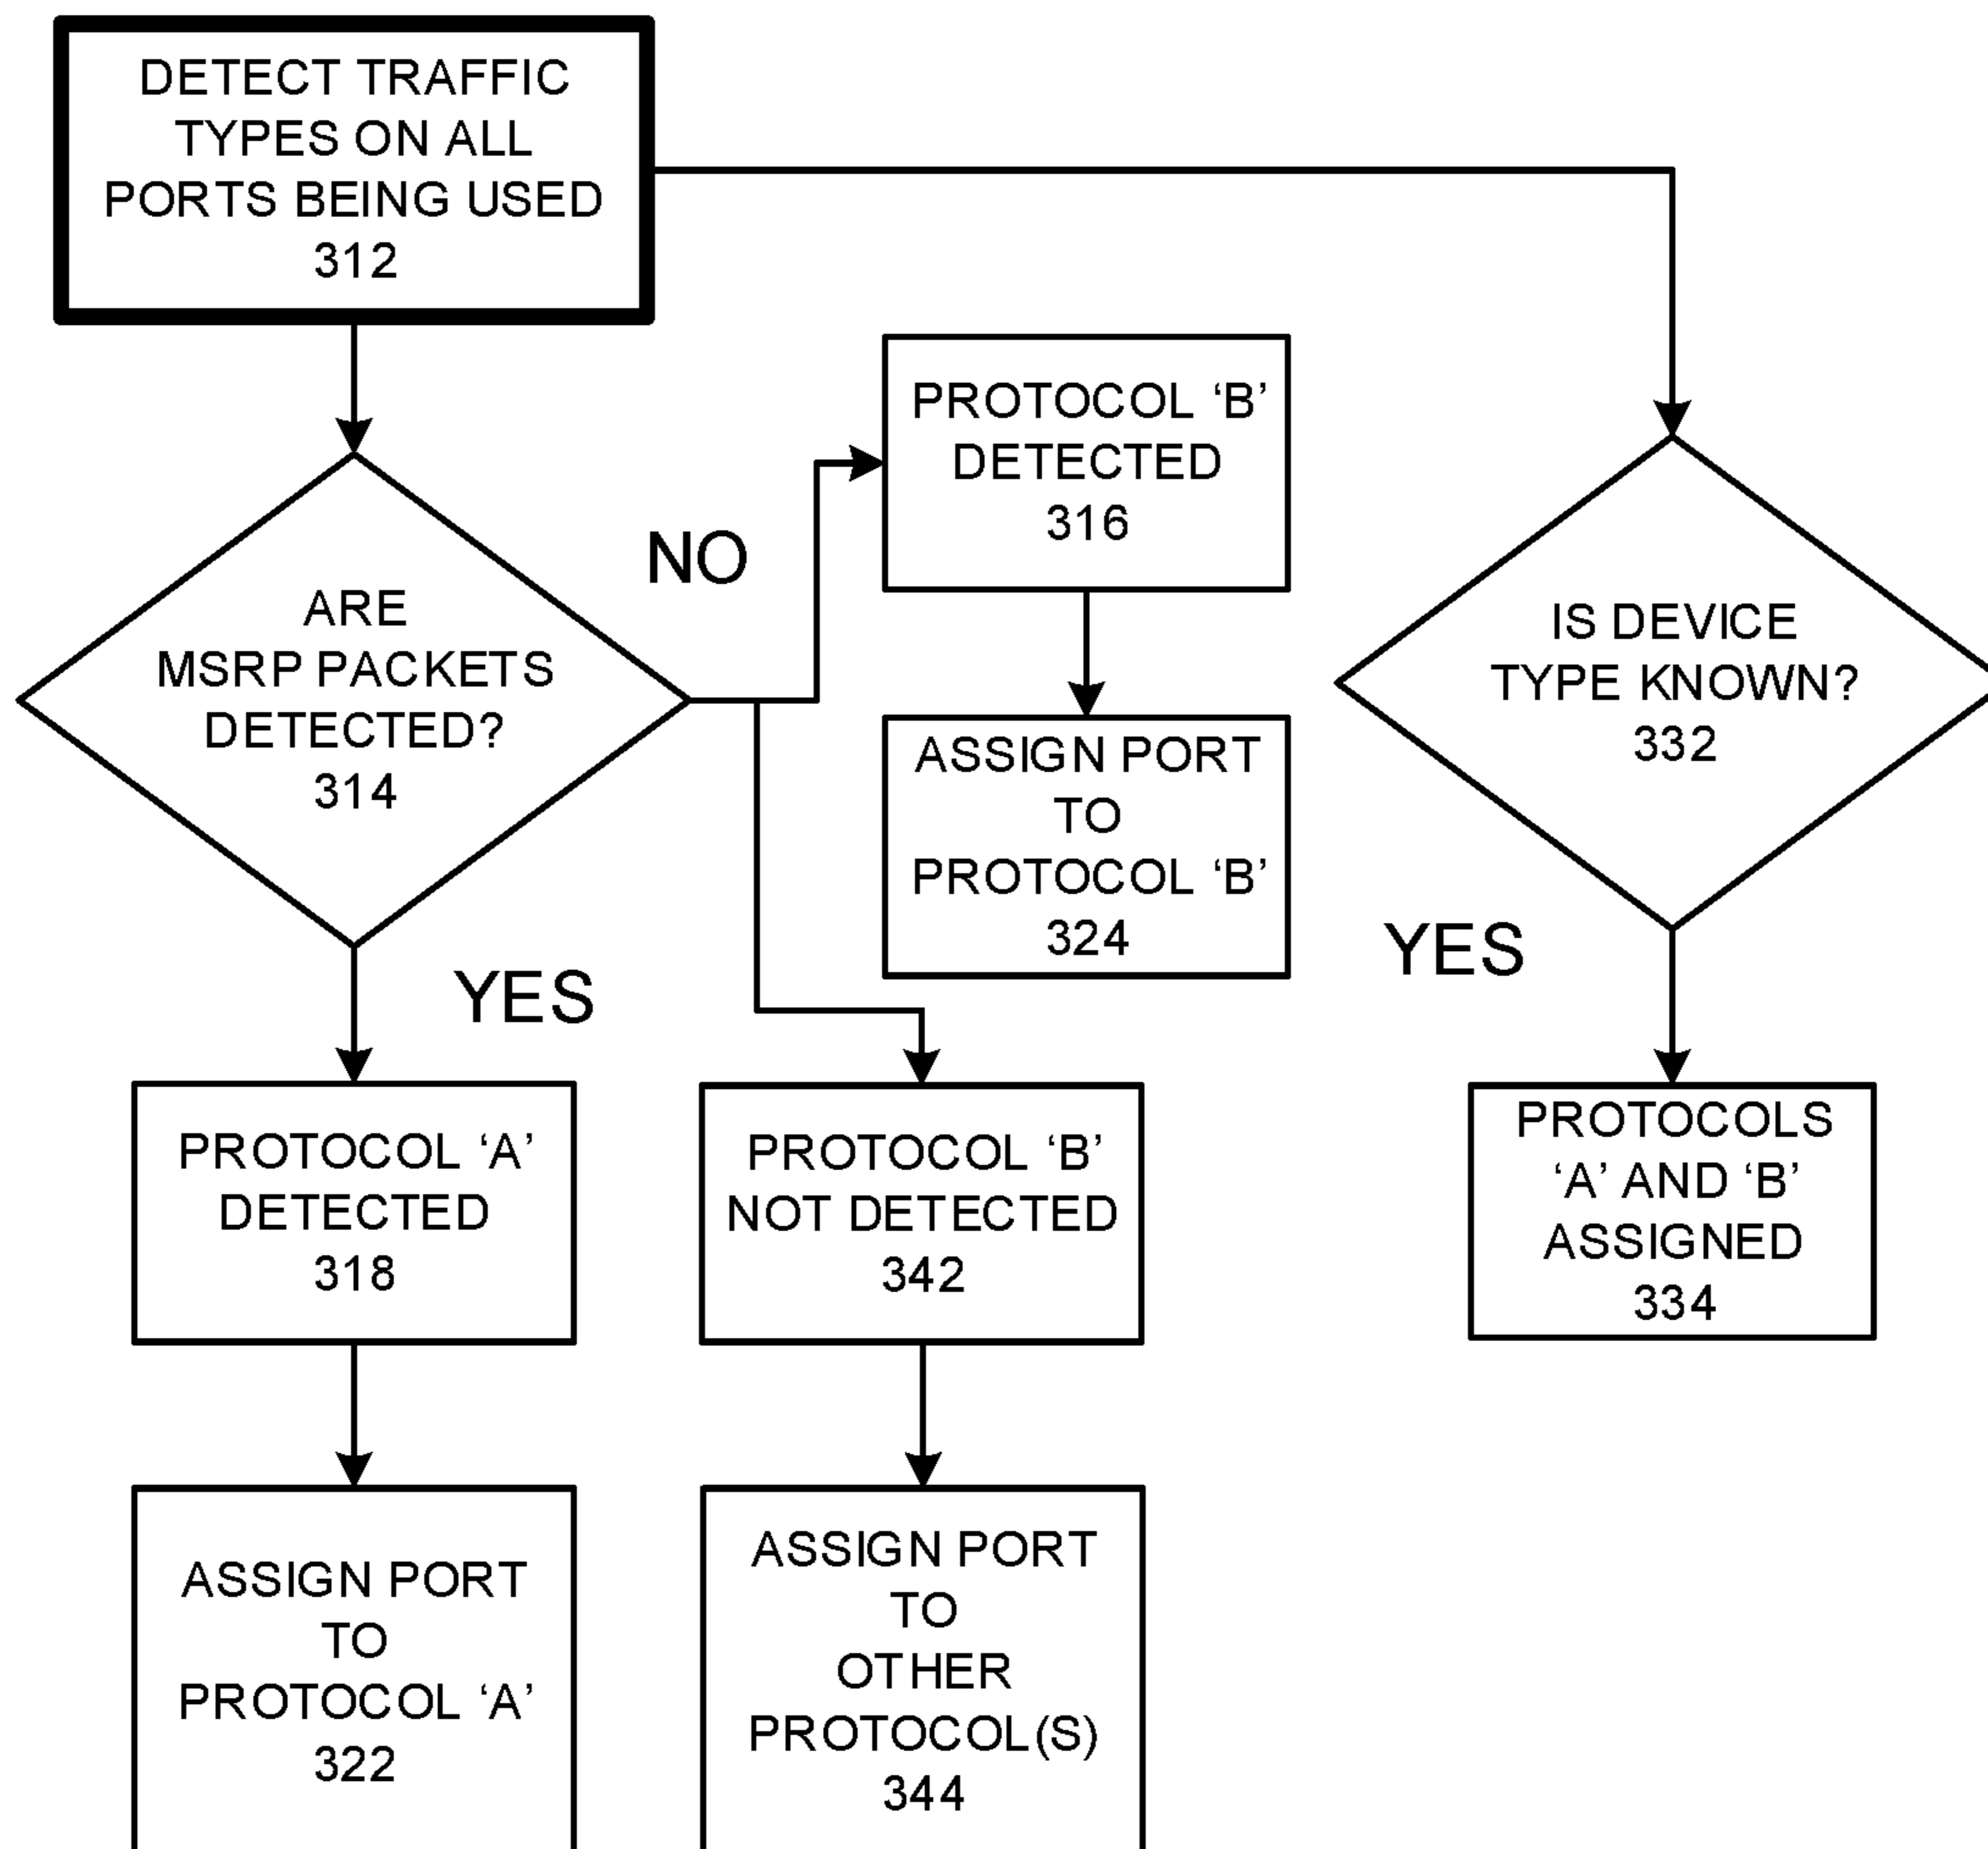 DETECT TRAFFIC
TYPES ON ALL
PORTS BEING USED
312
ARE
MSRP PACKETS
DETECTED?
314
NO
YES
PROTOCOL ‘B’
DETECTED
316
ASSIGN PORT
TO
PROTOCOL ‘B’
324
IS DEVICE
TYPE KNOWN?
332
YES
PROTOCOL ‘A’
DETECTED
318
PROTOCOL ‘B’
NOT DETECTED
342
PROTOCOLS
‘A’ AND ‘B’
ASSIGNED
334
ASSIGN PORT
TO
PROTOCOL ‘A’
322
ASSIGN PORT
TO
OTHER
PROTOCOL(S)
344